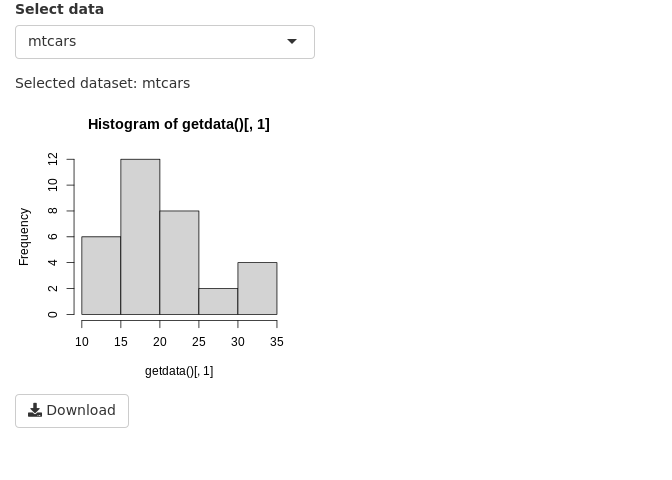 Select data
mtcars
Selected dataset: mtcars
Histogram of getdata()[, 1]
Frequency
12
10
8
6
4
2
0
10 15 20 25 30 35
getdata()[, 1]
Download